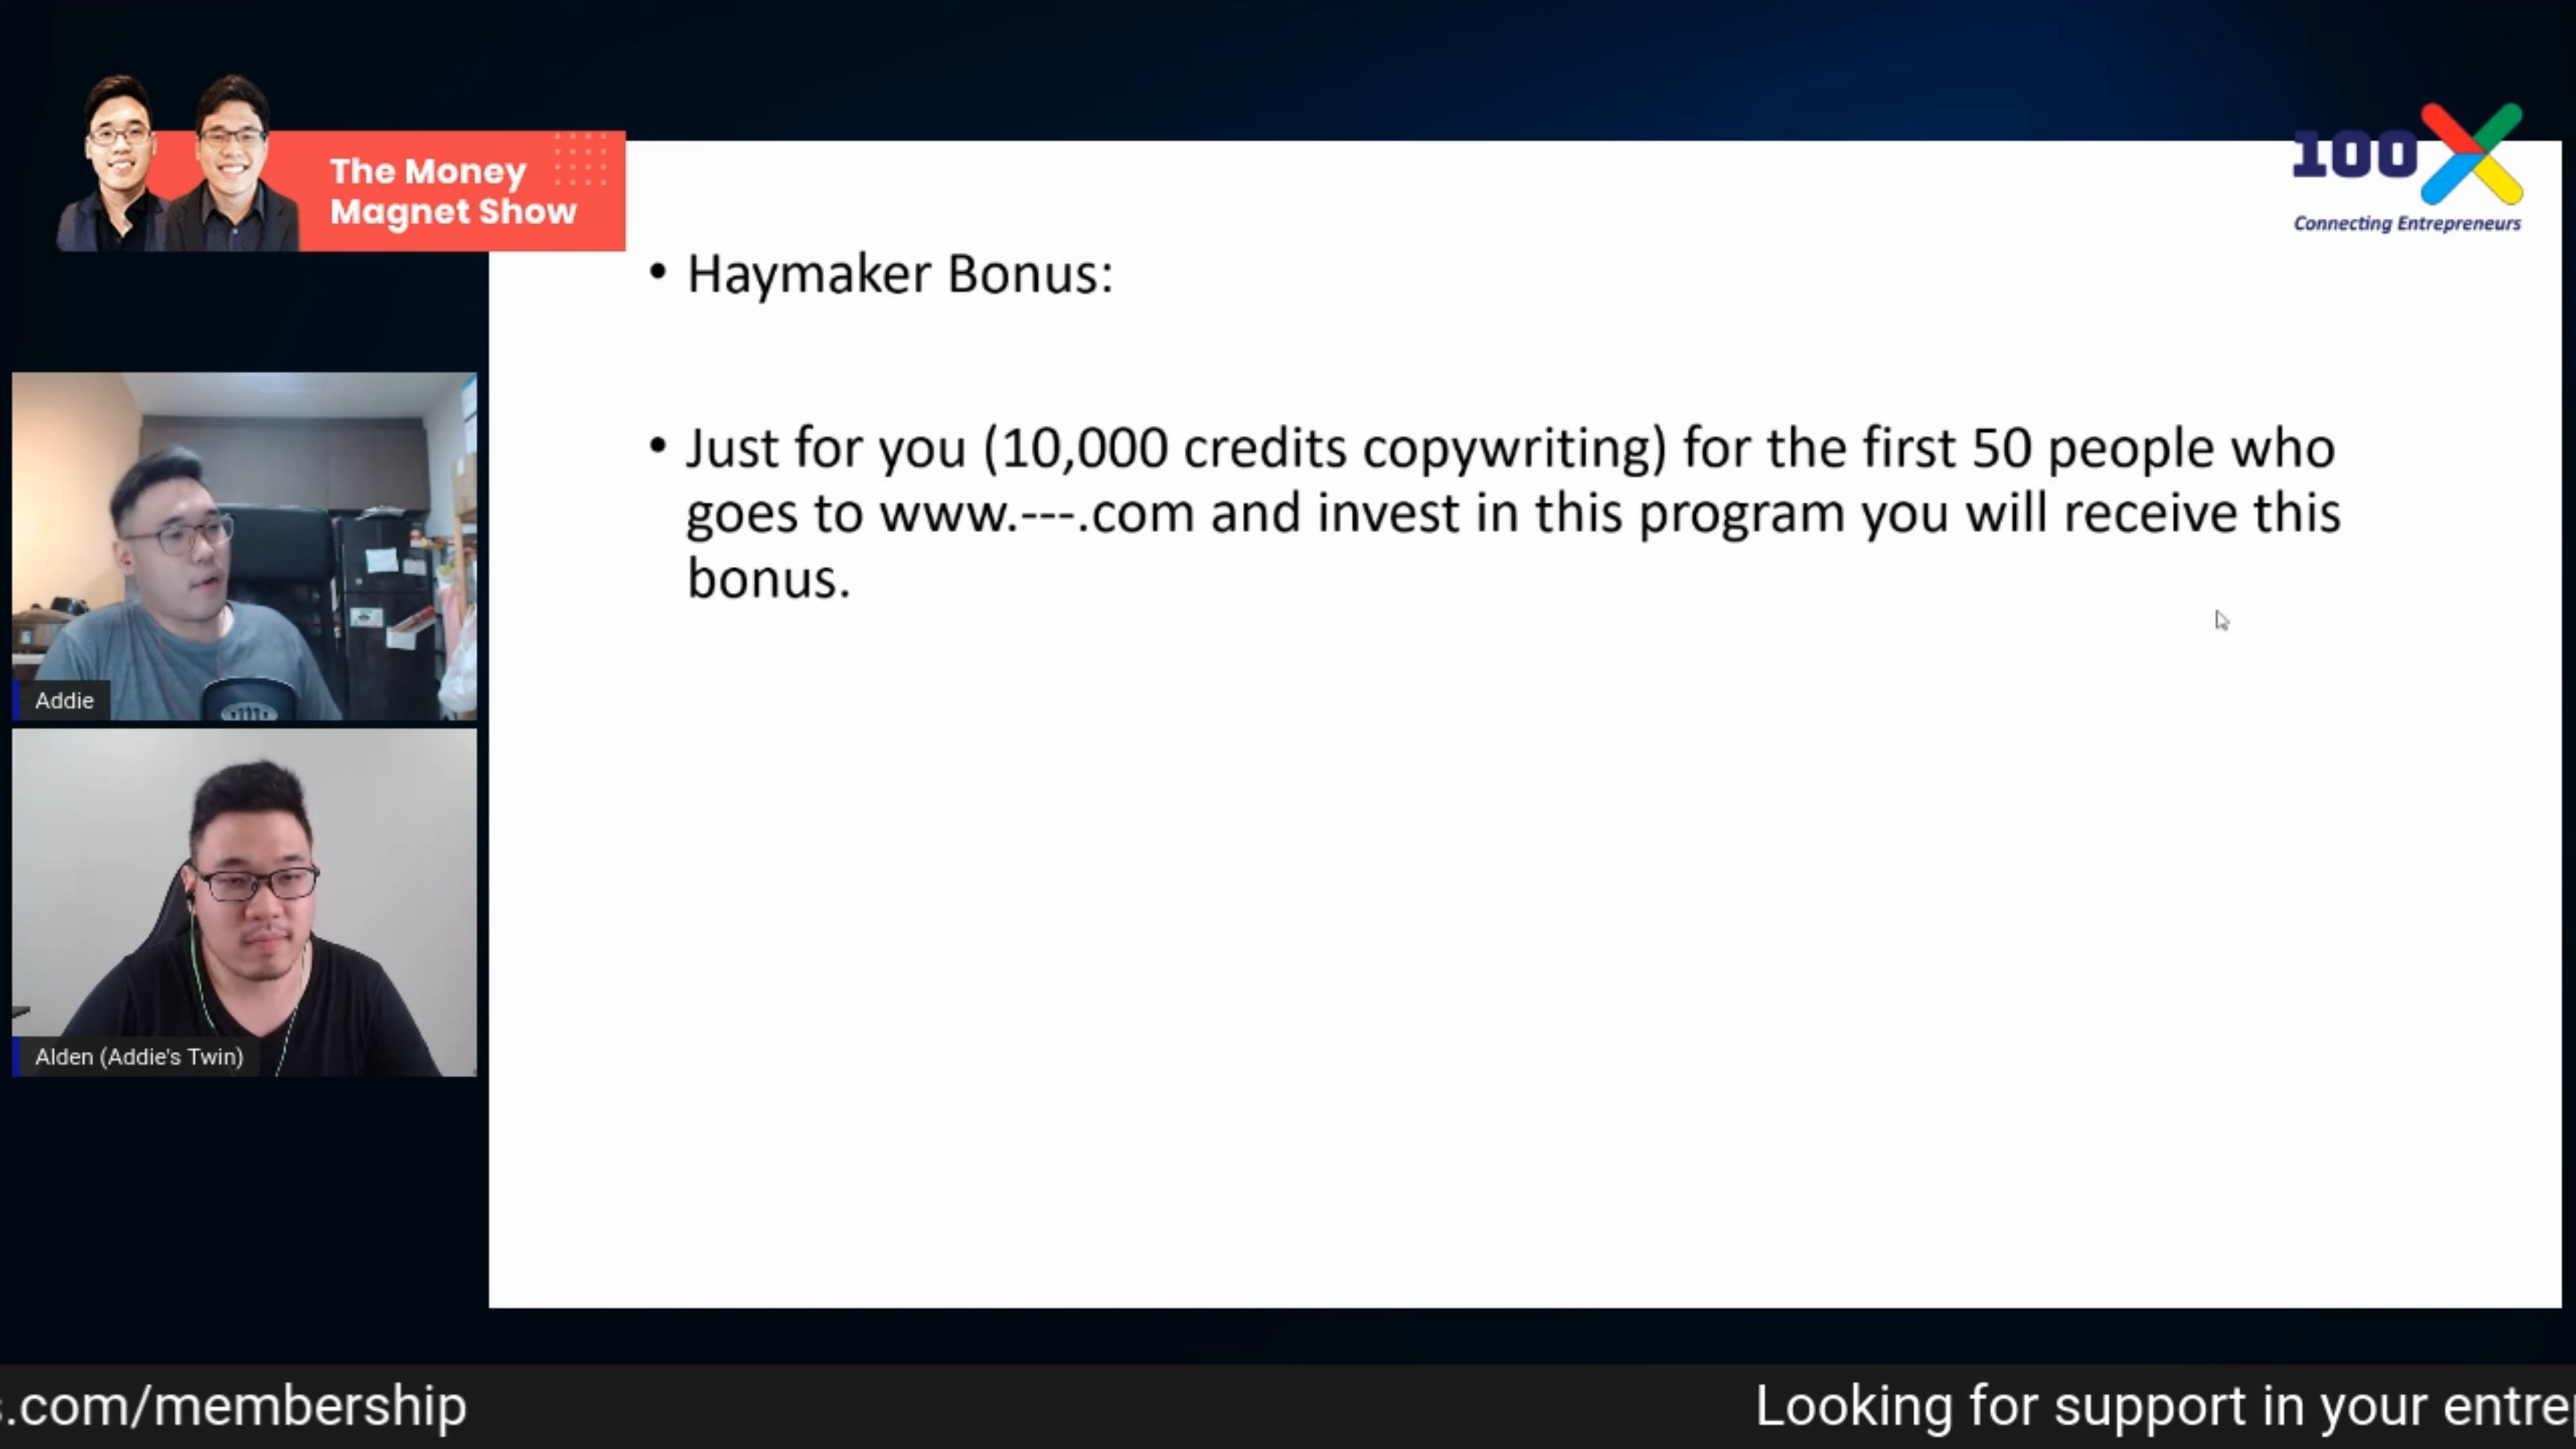 The Money
Magnet Show
100X
Connecting Entrepreneurs
• Haymaker Bonus:
• Just for you (10,000 credits copywriting) for the first 50 people who
goes to www.---.com and invest in this program you will receive this
bonus.
Addie
Alden (Addie's Twin)
s.com/membership
Looking for support in your entre